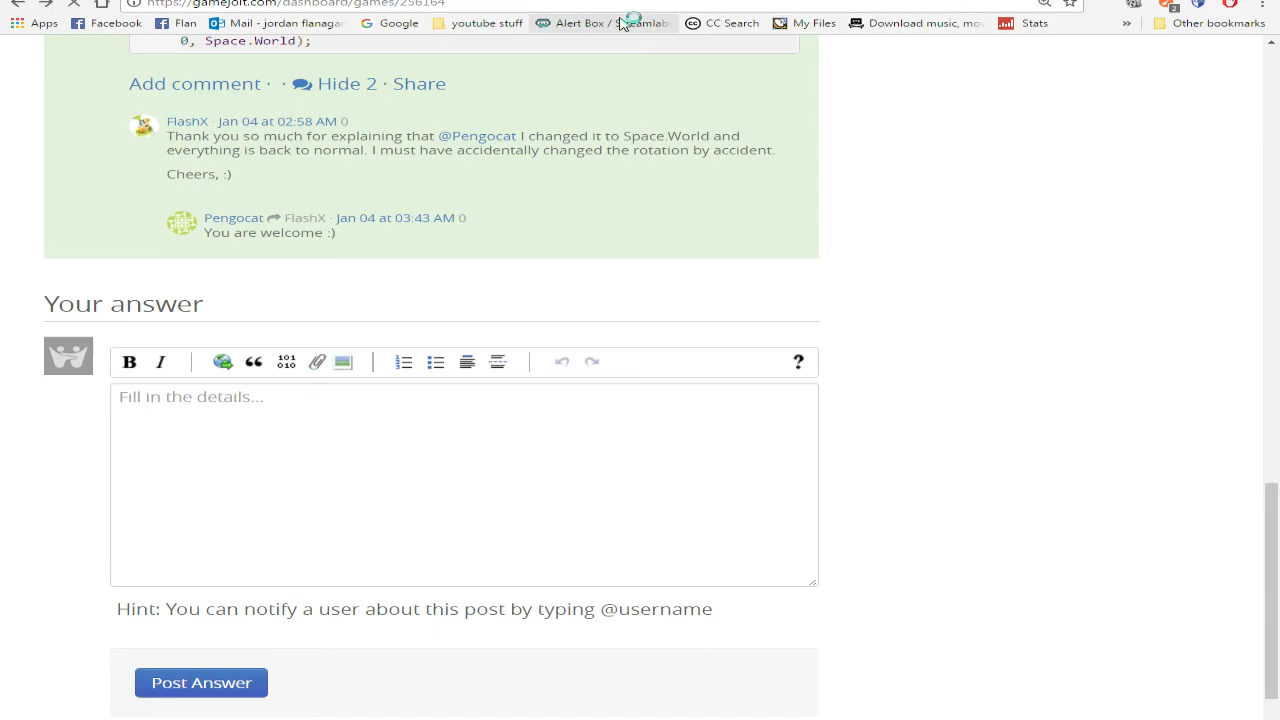 https://gamejolt.com/dashboard/games/256164
Apps Facebook Flan Mail - jordan flanagan Google youtube stuff Alert Box / Streamlabs CC Search My Files Download music, mov Stats » Other bookmarks
0, Space.World);
Add comment · · Hide 2 · Share
FlashX · Jan 04 at 02:58 AM 0
Thank you so much for explaining that @Pengocat I changed it to Space.World and
everything is back to normal. I must have accidentally changed the rotation by accident.
Cheers, :)
Pengocat FlashX · Jan 04 at 03:43 AM 0
You are welcome :)
Your answer
B I 101 010 ?
Fill in the details...
Hint: You can notify a user about this post by typing @username
Post Answer